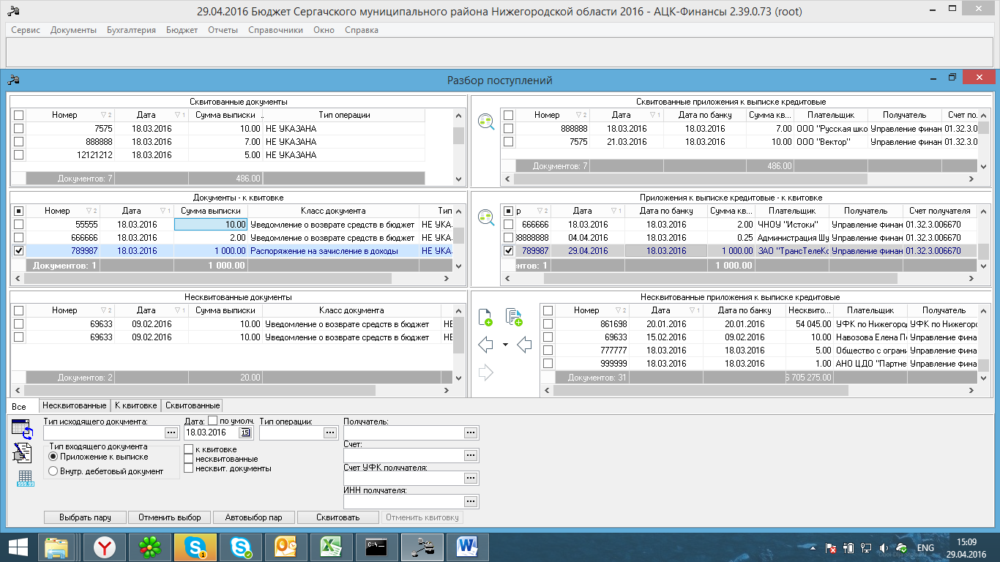 29.04.2016 Бюджет Сергачского муниципального района Нижегородской области 2016 - АЦК-Финансы 2.39.0.73 (root)
Сервис Документы Бухгалтерия Бюджет Отчеты Справочники Окно Справка
Разбор поступлений
Сквитованные документы
Номер 2 Дата 1 Сумма выписки .. Тип операции
7575 18.03.2016 10.00 НЕ УКАЗАНА
888888 18.03.2016 7.00 НЕ УКАЗАНА
12121212 18.03.2016 5.00 НЕ УКАЗАНА
Документов: 7 486.00
Сквитованные приложения к выписке кредитовые
Номер 2 Дата 1 Дата по банку Сумма кв... Плательщик Получатель Счет по.
888888 18.03.2016 18.03.2016 7.00 ООО "Русская шко Управление финан 01.32.3.0
7575 21.03.2016 18.03.2016 10.00 ООО "Вектор" Управление финан 01.32.3.0
Документов: 7 486.00
Документы - к квитовке
Номер 2 Дата 1 Сумма выписки Класс документа Тип
55555 18.03.2016 10.00 Уведомление о возврате средств в бюджет НЕ УКА
666666 18.03.2016 2.00 Уведомление о возврате средств в бюджет НЕ УКА
789987 18.03.2016 1 000.00 Распоряжение на зачисление в доходы НЕ УКА
Документов: 1 1 000.00
Приложения к выписке кредитовые - к квитовке
р 2 Дата 1 Дата по банку Сумма кв... Плательщик Получатель Счет получателя
666666 18.03.2016 18.03.2016 2.00 ЧНОУ "Истоки" Управление финан 01.32.3.006670
38888888 04.04.2016 18.03.2016 0.25 Администрация Шу Управление финан 01.32.3.006670
789987 29.04.2016 18.03.2016 1 000.00 ЗАО "ТрансТелеКо Управление финан 01.32.3.006670
нтов: 1 1 000.00
Несквитованные документы
Номер 2 Дата 1 Сумма выписки Класс документа
69633 09.02.2016 10.00 Уведомление о возврате средств в бюджет НЕ
69633 09.02.2016 10.00 Уведомление о возврате средств в бюджет НЕ
Документов: 2 20.00
Несквитованные приложения к выписке кредитовые
Номер 2 Дата 1 Дата по банку Несквито... Плательщик Получатель
861698 20.01.2016 20.01.2016 54 045.00 УФК по Нижегород УФК по Нижегоро
69633 15.02.2016 09.02.2016 10.00 Навозова Елена Пе Управление фина
777777 18.03.2016 18.03.2016 5.00 Общество с огран Управление фина
999999 18.03.2016 18.03.2016 1.00 АНО ЦДО "Партне Управление фина
Документов: 31 6 705 275.00
Все Несквитованные К квитовке Сквитованные
Тип исходящего документа: Дата: по умолч. Тип операции: Получатель:
18.03.2016 15
Тип входящего документа
Приложение к выписке
Внутр. дебетовый документ
к квитовке
несквитованные
несквит. документы
Счет:
Счет УФК получателя:
ИНН получателя:
999.99
Выбрать пару Отменить выбор Автовыбор пар Сквитовать Отменить квитовку
ENG 15:09
29.04.2016